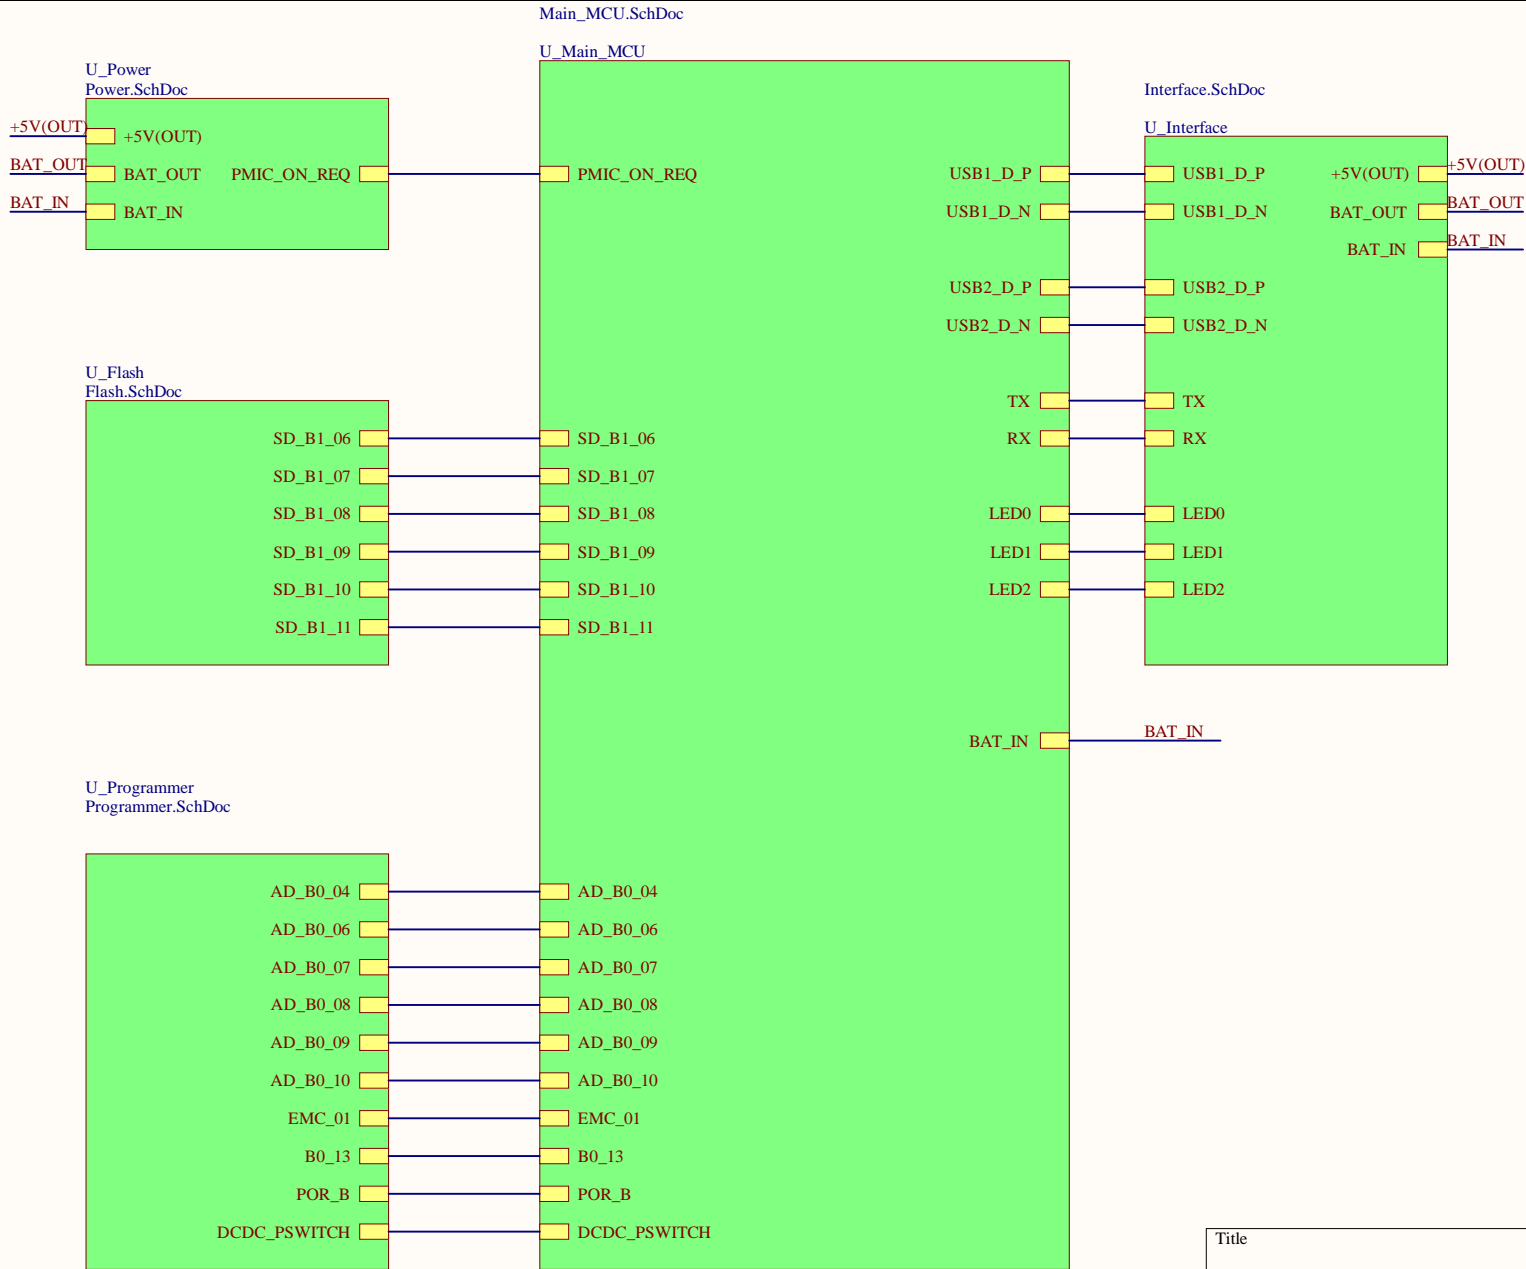 Main_MCU.SchDoc
U_Main_MCU
U_Power
Power.SchDoc
+5V(OUT)
BAT_OUT
BAT_IN
+5V(OUT)
BAT_OUT
BAT_IN
PMIC_ON_REQ
U_Flash
Flash.SchDoc
SD_B1_06
SD_B1_07
SD_B1_08
SD_B1_09
SD_B1_10
SD_B1_11
U_Programmer
Programmer.SchDoc
AD_B0_04
AD_B0_06
AD_B0_07
AD_B0_08
AD_B0_09
AD_B0_10
EMC_01
B0_13
POR_B
DCDC_PSWITCH
PMIC_ON_REQ
SD_B1_06
SD_B1_07
SD_B1_08
SD_B1_09
SD_B1_10
SD_B1_11
AD_B0_04
AD_B0_06
AD_B0_07
AD_B0_08
AD_B0_09
AD_B0_10
EMC_01
B0_13
POR_B
DCDC_PSWITCH
USB1_D_P
USB1_D_N
USB2_D_P
USB2_D_N
TX
RX
LED0
LED1
LED2
BAT_IN
BAT_IN
Interface.SchDoc
U_Interface
USB1_D_P
USB1_D_N
USB2_D_P
USB2_D_N
TX
RX
LED0
LED1
LED2
+5V(OUT)
BAT_OUT
BAT_IN
+5V(OUT)
BAT_OUT
BAT_IN
Title